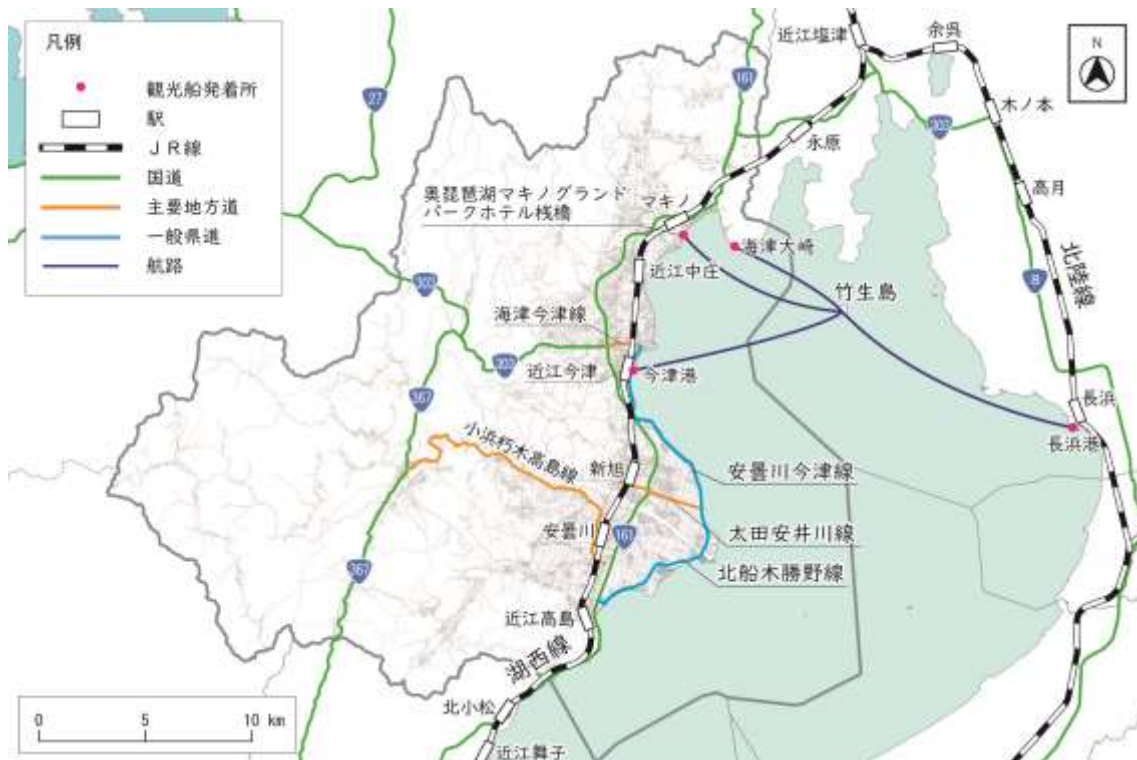 凡例
観光船発着所
駅
JR線
国道
主要地方道
一般県道
航路
N
27
161
近江塩津
余呉
303
木ノ本
永原
高月
奥琵琶湖マキノグランド
パークホテル桟橋
マキノ
海津大崎
近江中庄
北陸線
8
竹生島
303
海津今津線
303
近江今津
今津港
367
長浜
長浜港
小浜朽木高島線
新旭
安曇川今津線
安曇川
161
太田安井川線
367
北船木勝野線
近江高島
湖西線
北小松
近江舞子
0 5 10 km